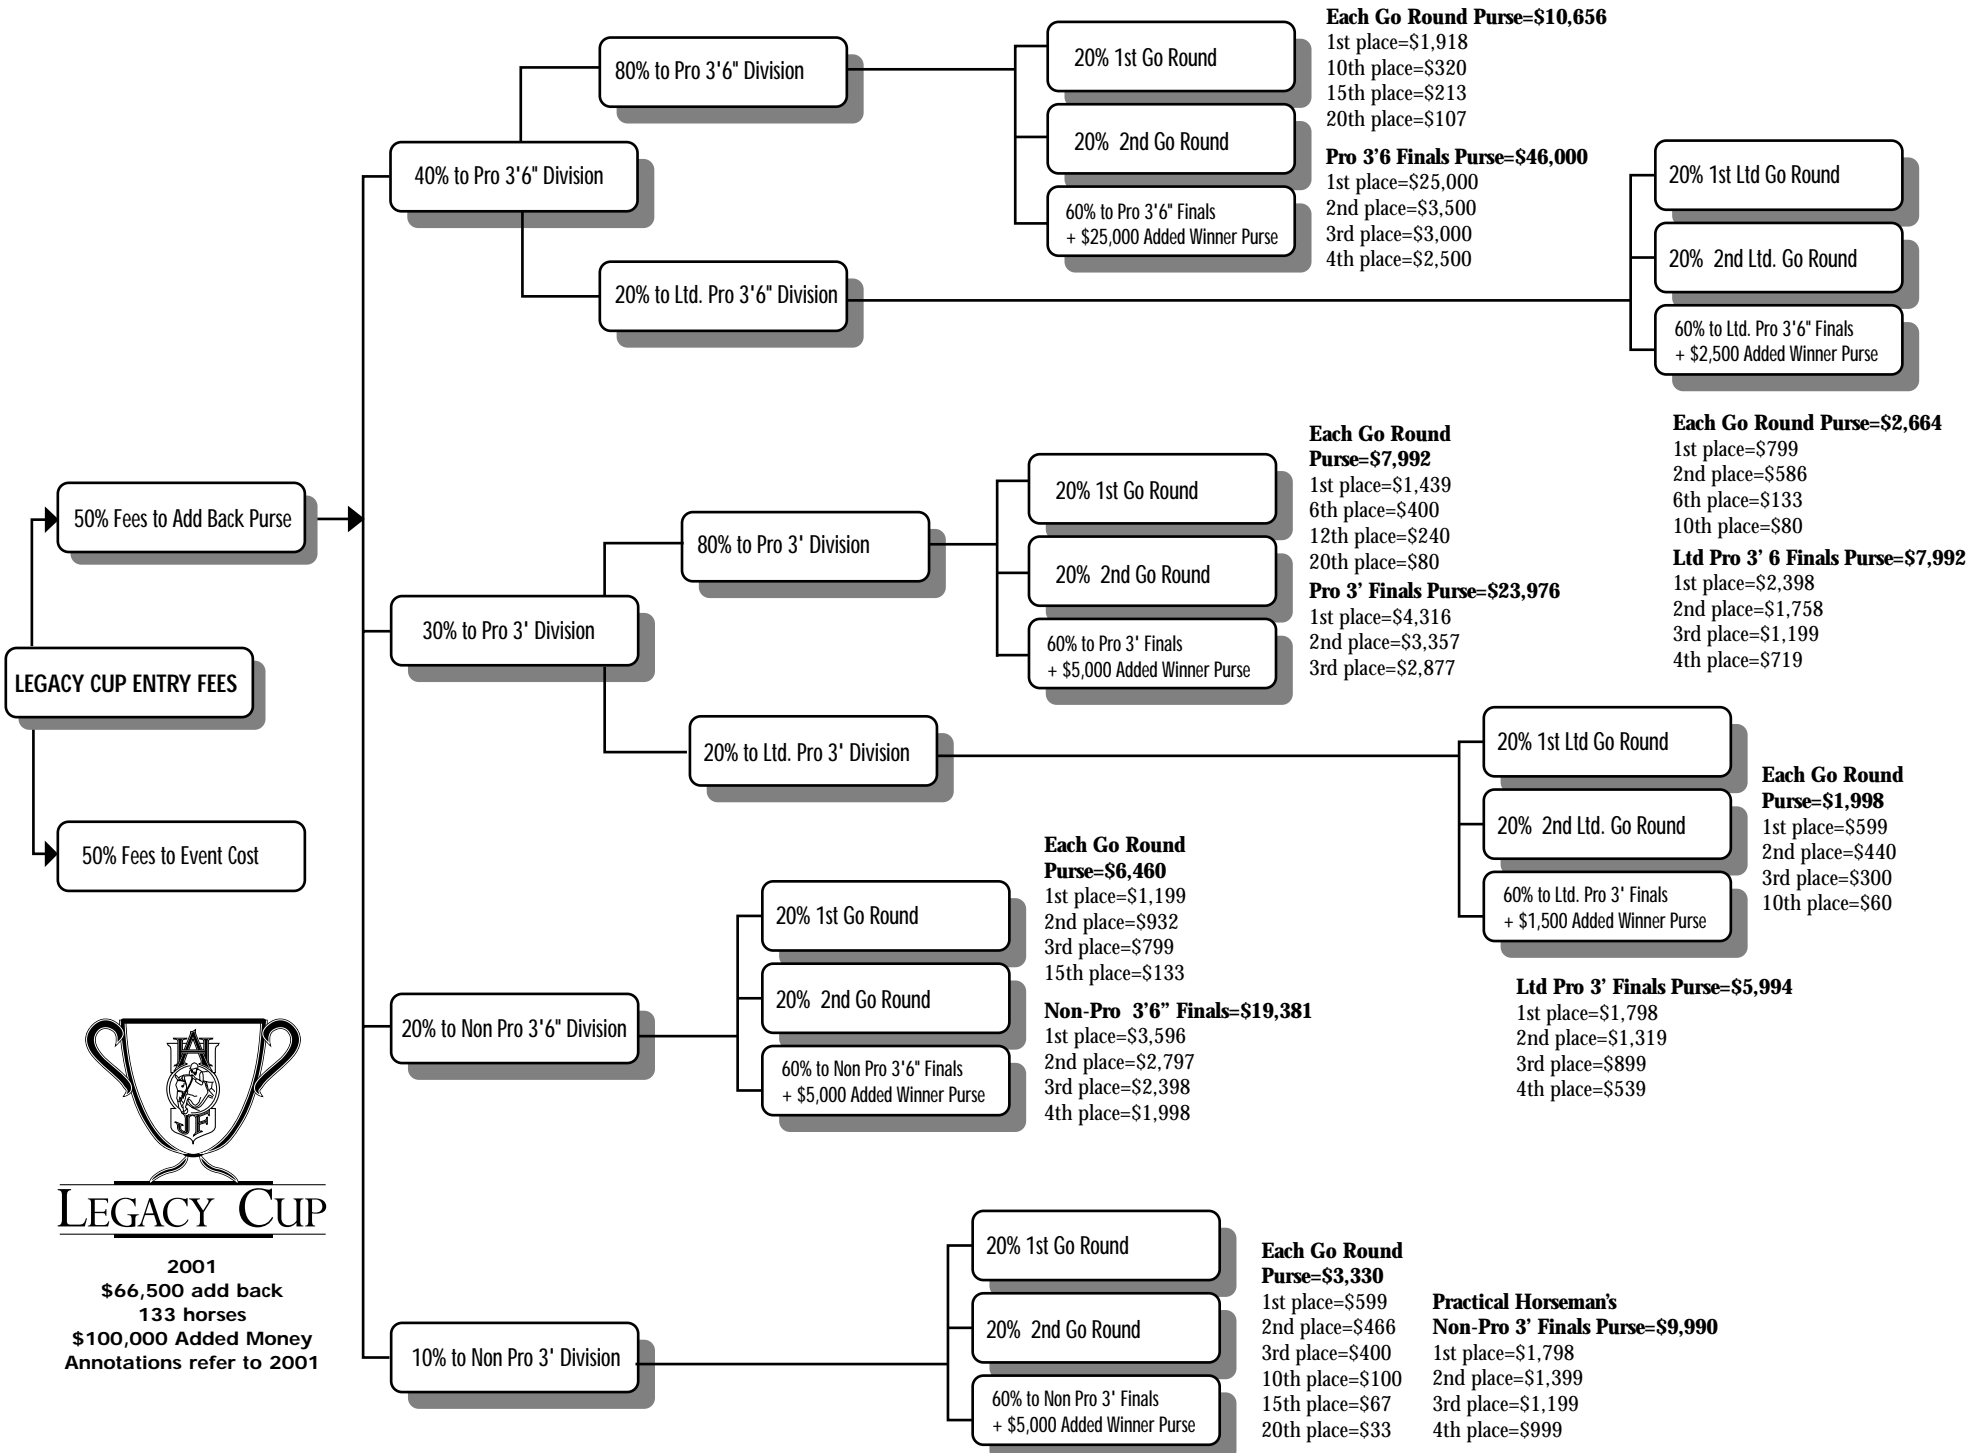 LEGACY CUP ENTRY FEES
50% Fees to Add Back Purse
50% Fees to Event Cost
40% to Pro 3'6" Division
80% to Pro 3'6" Division
20% 1st Go Round
20% 2nd Go Round
60% to Pro 3'6" Finals
+ $25,000 Added Winner Purse
Each Go Round Purse=$10,656
1st place=$1,918
10th place=$320
15th place=$213
20th place=$107
Pro 3’6 Finals Purse=$46,000
1st place=$25,000
2nd place=$3,500
3rd place=$3,000
4th place=$2,500
20% to Ltd. Pro 3'6" Division
20% 1st Ltd Go Round
20% 2nd Ltd. Go Round
60% to Ltd. Pro 3'6" Finals
+ $2,500 Added Winner Purse
Each Go Round Purse=$2,664
1st place=$799
2nd place=$586
6th place=$133
10th place=$80
Ltd Pro 3’ 6 Finals Purse=$7,992
1st place=$2,398
2nd place=$1,758
3rd place=$1,199
4th place=$719
30% to Pro 3' Division
80% to Pro 3' Division
20% 1st Go Round
20% 2nd Go Round
60% to Pro 3' Finals
+ $5,000 Added Winner Purse
Each Go Round
Purse=$7,992
1st place=$1,439
6th place=$400
12th place=$240
20th place=$80
Pro 3’ Finals Purse=$23,976
1st place=$4,316
2nd place=$3,357
3rd place=$2,877
20% to Ltd. Pro 3' Division
20% 1st Ltd Go Round
20% 2nd Ltd. Go Round
60% to Ltd. Pro 3' Finals
+ $1,500 Added Winner Purse
Each Go Round
Purse=$1,998
1st place=$599
2nd place=$440
3rd place=$300
10th place=$60
Ltd Pro 3’ Finals Purse=$5,994
1st place=$1,798
2nd place=$1,319
3rd place=$899
4th place=$539
20% to Non Pro 3'6" Division
20% 1st Go Round
20% 2nd Go Round
60% to Non Pro 3'6" Finals
+ $5,000 Added Winner Purse
Each Go Round
Purse=$6,460
1st place=$1,199
2nd place=$932
3rd place=$799
15th place=$133
Non-Pro 3’6” Finals=$19,381
1st place=$3,596
2nd place=$2,797
3rd place=$2,398
4th place=$1,998
10% to Non Pro 3' Division
20% 1st Go Round
20% 2nd Go Round
60% to Non Pro 3' Finals
+ $5,000 Added Winner Purse
Each Go Round
Purse=$3,330
1st place=$599
2nd place=$466
3rd place=$400
10th place=$100
15th place=$67
20th place=$33
Practical Horseman's
Non-Pro 3’ Finals Purse=$9,990
1st place=$1,798
2nd place=$1,399
3rd place=$1,199
4th place=$999
AHJF
LEGACY CUP
2001
$66,500 add back
133 horses
$100,000 Added Money
Annotations refer to 2001